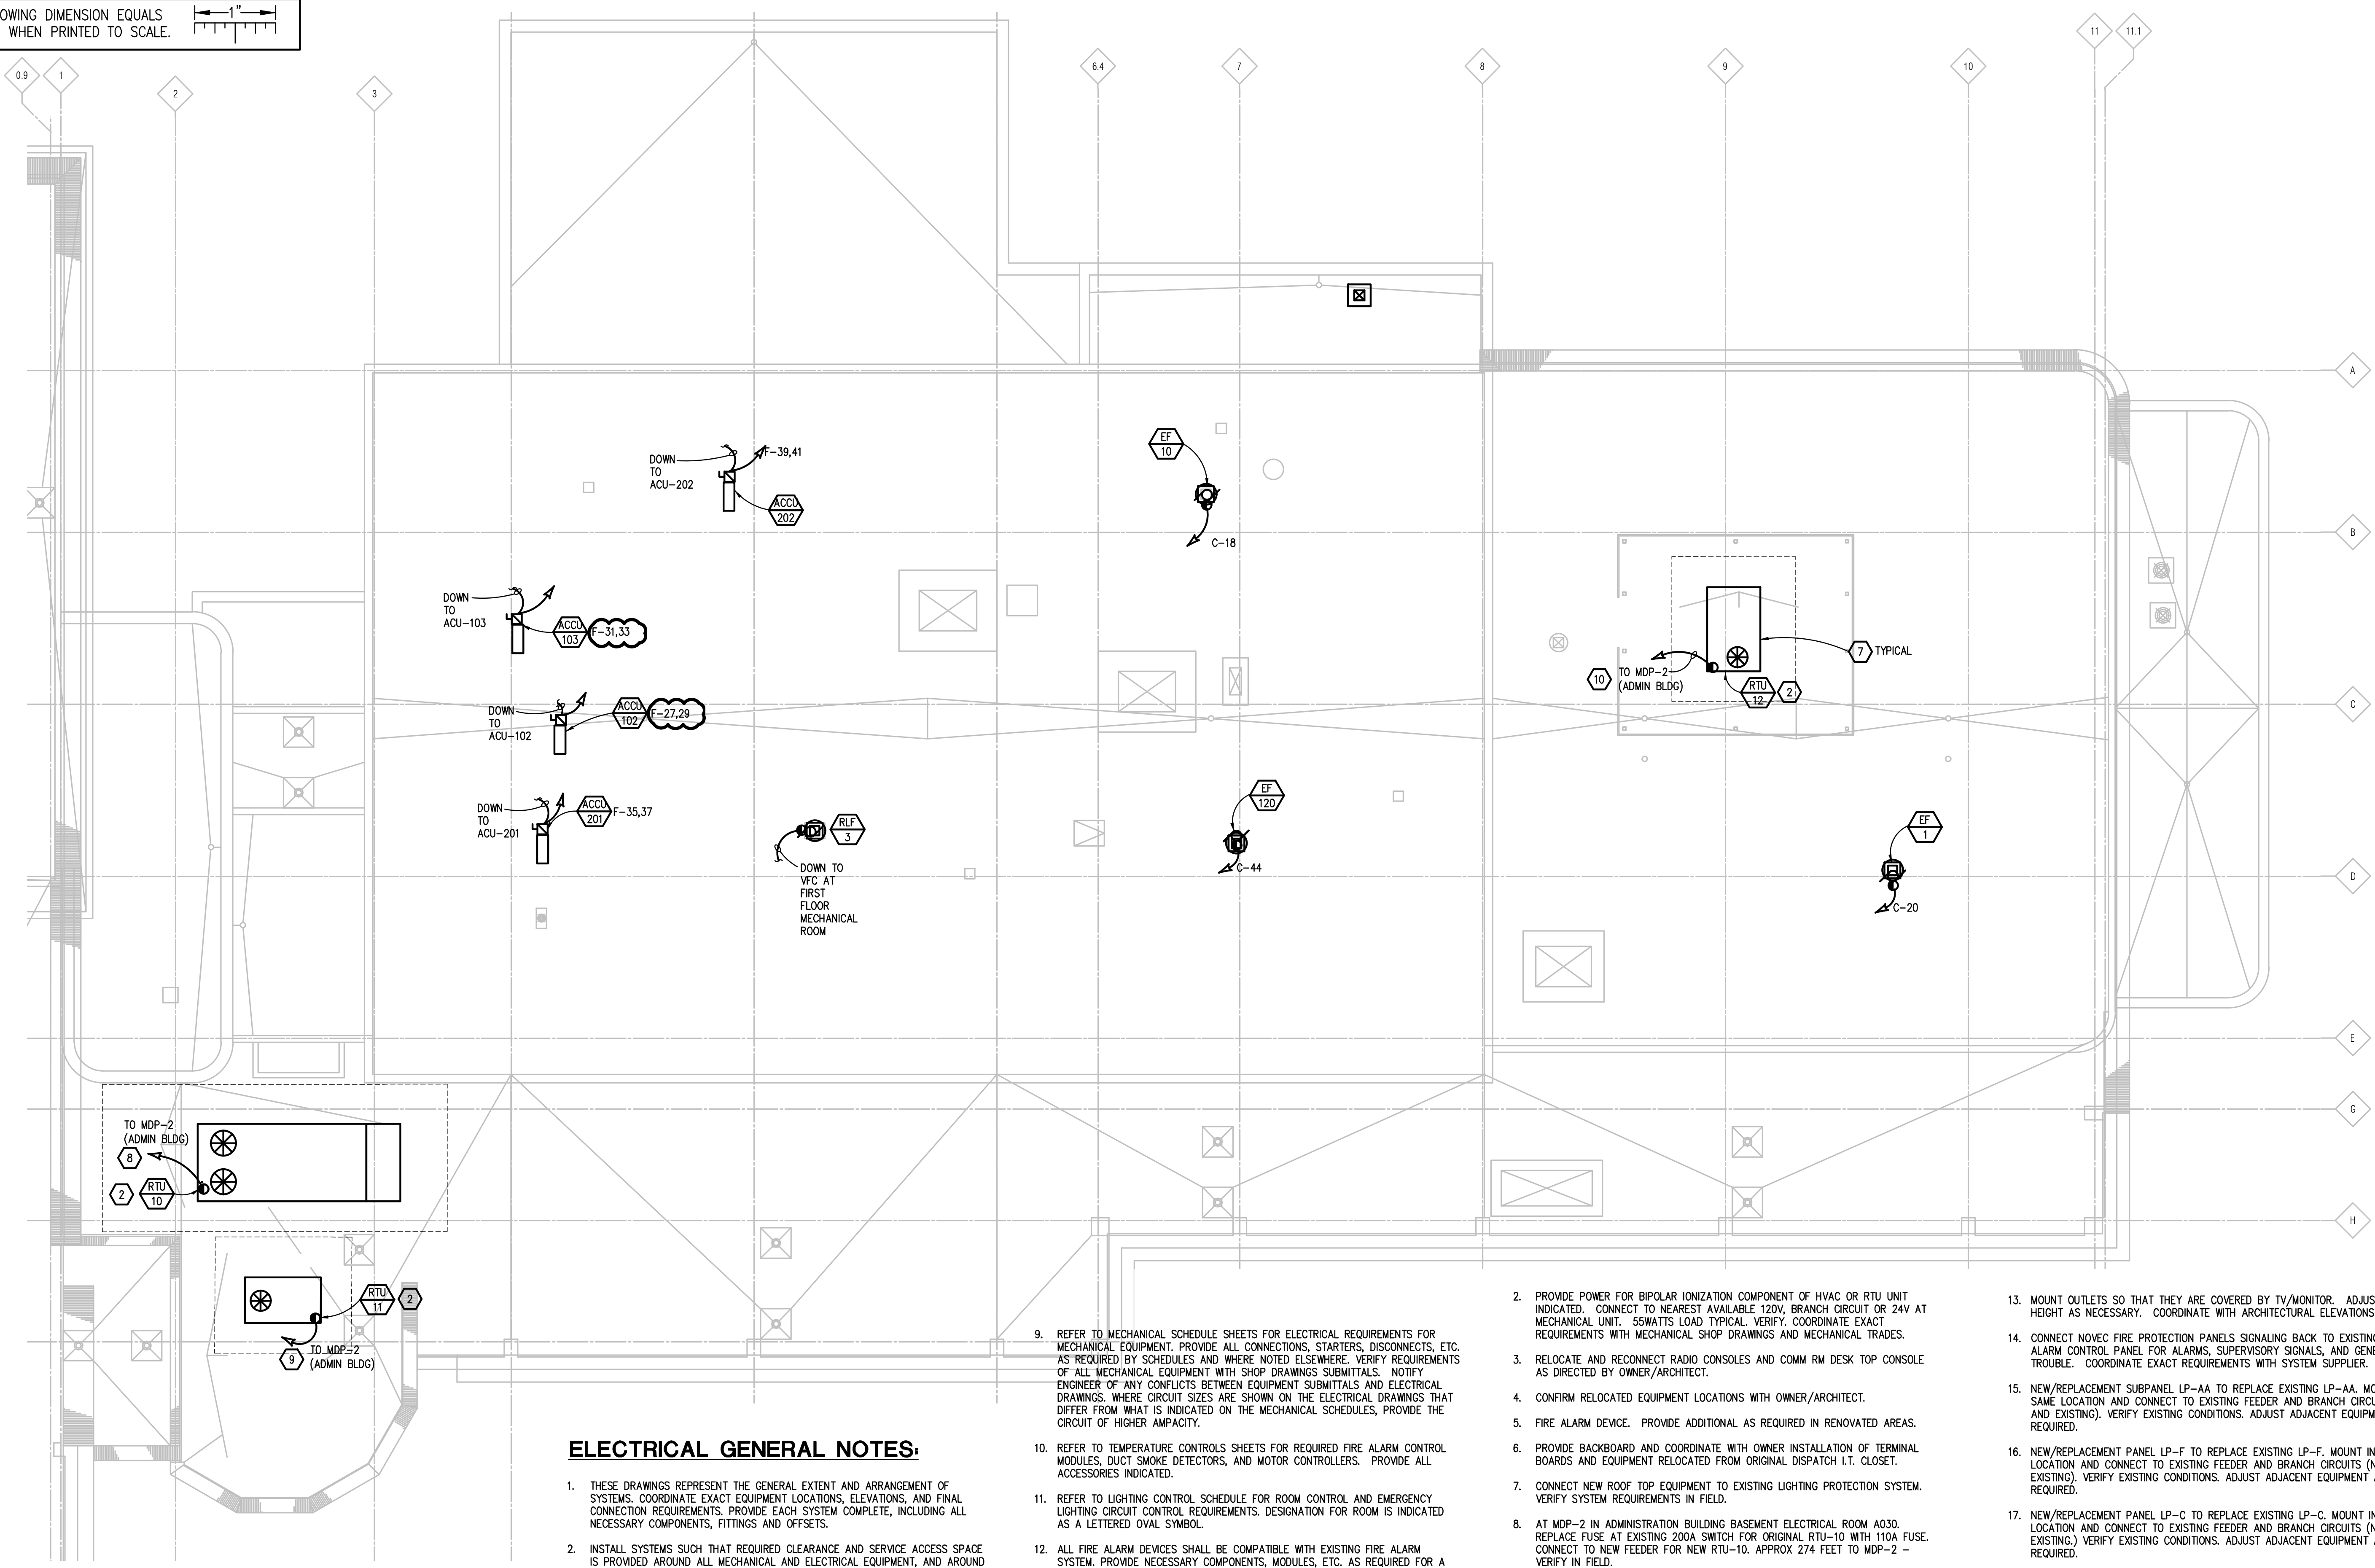 OWING DIMENSION EQUALS
WHEN PRINTED TO SCALE.
1"
0.9
1
2
3
6.4
7
8
9
10
11
11.1
A
B
C
D
E
G
H
DOWN
TO
ACU-202
F-39,41
ACCU
202
EF
10
C-18
DOWN
TO
ACU-103
ACCU
103
F-31,33
DOWN
TO
ACU-102
ACCU
102
F-27,29
DOWN
TO
ACU-201
ACCU
201
F-35,37
RLF
3
DOWN TO
VFC AT
FIRST
FLOOR
MECHANICAL
ROOM
EF
120
C-44
7 TYPICAL
10
TO MDP-2
(ADMIN BLDG)
RTU
12
2
EF
1
C-20
TO MDP-2
(ADMIN BLDG)
8
2
RTU
10
RTU
11
2
9
TO MDP-2
(ADMIN BLDG)
ELECTRICAL GENERAL NOTES:
1. THESE DRAWINGS REPRESENT THE GENERAL EXTENT AND ARRANGEMENT OF
SYSTEMS. COORDINATE EXACT EQUIPMENT LOCATIONS, ELEVATIONS, AND FINAL
CONNECTION REQUIREMENTS. PROVIDE EACH SYSTEM COMPLETE, INCLUDING ALL
NECESSARY COMPONENTS, FITTINGS AND OFFSETS.
2. INSTALL SYSTEMS SUCH THAT REQUIRED CLEARANCE AND SERVICE ACCESS SPACE
IS PROVIDED AROUND ALL MECHANICAL AND ELECTRICAL EQUIPMENT, AND AROUND
9. REFER TO MECHANICAL SCHEDULE SHEETS FOR ELECTRICAL REQUIREMENTS FOR
MECHANICAL EQUIPMENT. PROVIDE ALL CONNECTIONS, STARTERS, DISCONNECTS, ETC.
AS REQUIRED BY SCHEDULES AND WHERE NOTED ELSEWHERE. VERIFY REQUIREMENTS
OF ALL MECHANICAL EQUIPMENT WITH SHOP DRAWINGS SUBMITTALS. NOTIFY
ENGINEER OF ANY CONFLICTS BETWEEN EQUIPMENT SUBMITTALS AND ELECTRICAL
DRAWINGS. WHERE CIRCUIT SIZES ARE SHOWN ON THE ELECTRICAL DRAWINGS THAT
DIFFER FROM WHAT IS INDICATED ON THE MECHANICAL SCHEDULES, PROVIDE THE
CIRCUIT OF HIGHER AMPACITY.
10. REFER TO TEMPERATURE CONTROLS SHEETS FOR REQUIRED FIRE ALARM CONTROL
MODULES, DUCT SMOKE DETECTORS, AND MOTOR CONTROLLERS. PROVIDE ALL
ACCESSORIES INDICATED.
11. REFER TO LIGHTING CONTROL SCHEDULE FOR ROOM CONTROL AND EMERGENCY
LIGHTING CIRCUIT CONTROL REQUIREMENTS. DESIGNATION FOR ROOM IS INDICATED
AS A LETTERED OVAL SYMBOL.
12. ALL FIRE ALARM DEVICES SHALL BE COMPATIBLE WITH EXISTING FIRE ALARM
SYSTEM. PROVIDE NECESSARY COMPONENTS, MODULES, ETC. AS REQUIRED FOR A
2. PROVIDE POWER FOR BIPOLAR IONIZATION COMPONENT OF HVAC OR RTU UNIT
INDICATED. CONNECT TO NEAREST AVAILABLE 120V, BRANCH CIRCUIT OR 24V AT
MECHANICAL UNIT. 55WATTS LOAD TYPICAL. VERIFY. COORDINATE EXACT
REQUIREMENTS WITH MECHANICAL SHOP DRAWINGS AND MECHANICAL TRADES.
3. RELOCATE AND RECONNECT RADIO CONSOLES AND COMM RM DESK TOP CONSOLE
AS DIRECTED BY OWNER/ARCHITECT.
4. CONFIRM RELOCATED EQUIPMENT LOCATIONS WITH OWNER/ARCHITECT.
5. FIRE ALARM DEVICE. PROVIDE ADDITIONAL AS REQUIRED IN RENOVATED AREAS.
6. PROVIDE BACKBOARD AND COORDINATE WITH OWNER INSTALLATION OF TERMINAL
BOARDS AND EQUIPMENT RELOCATED FROM ORIGINAL DISPATCH I.T. CLOSET.
7. CONNECT NEW ROOF TOP EQUIPMENT TO EXISTING LIGHTING PROTECTION SYSTEM.
VERIFY SYSTEM REQUIREMENTS IN FIELD.
8. AT MDP-2 IN ADMINISTRATION BUILDING BASEMENT ELECTRICAL ROOM A030.
REPLACE FUSE AT EXISTING 200A SWITCH FOR ORIGINAL RTU-10 WITH 110A FUSE.
CONNECT TO NEW FEEDER FOR NEW RTU-10. APPROX 274 FEET TO MDP-2 -
VERIFY IN FIELD.
13. MOUNT OUTLETS SO THAT THEY ARE COVERED BY TV/MONITOR. ADJUS
HEIGHT AS NECESSARY. COORDINATE WITH ARCHITECTURAL ELEVATIONS
14. CONNECT NOVEC FIRE PROTECTION PANELS SIGNALING BACK TO EXISTING
ALARM CONTROL PANEL FOR ALARMS, SUPERVISORY SIGNALS, AND GENE
TROUBLE. COORDINATE EXACT REQUIREMENTS WITH SYSTEM SUPPLIER.
15. NEW/REPLACEMENT SUBPANEL LP-AA TO REPLACE EXISTING LP-AA. MO
SAME LOCATION AND CONNECT TO EXISTING FEEDER AND BRANCH CIRCU
AND EXISTING). VERIFY EXISTING CONDITIONS. ADJUST ADJACENT EQUIPM
REQUIRED.
16. NEW/REPLACEMENT PANEL LP-F TO REPLACE EXISTING LP-F. MOUNT IN
LOCATION AND CONNECT TO EXISTING FEEDER AND BRANCH CIRCUITS (N
EXISTING). VERIFY EXISTING CONDITIONS. ADJUST ADJACENT EQUIPMENT A
REQUIRED.
17. NEW/REPLACEMENT PANEL LP-C TO REPLACE EXISTING LP-C. MOUNT IN
LOCATION AND CONNECT TO EXISTING FEEDER AND BRANCH CIRCUITS (N
EXISTING.) VERIFY EXISTING CONDITIONS. ADJUST ADJACENT EQUIPMENT A
REQUIRED.